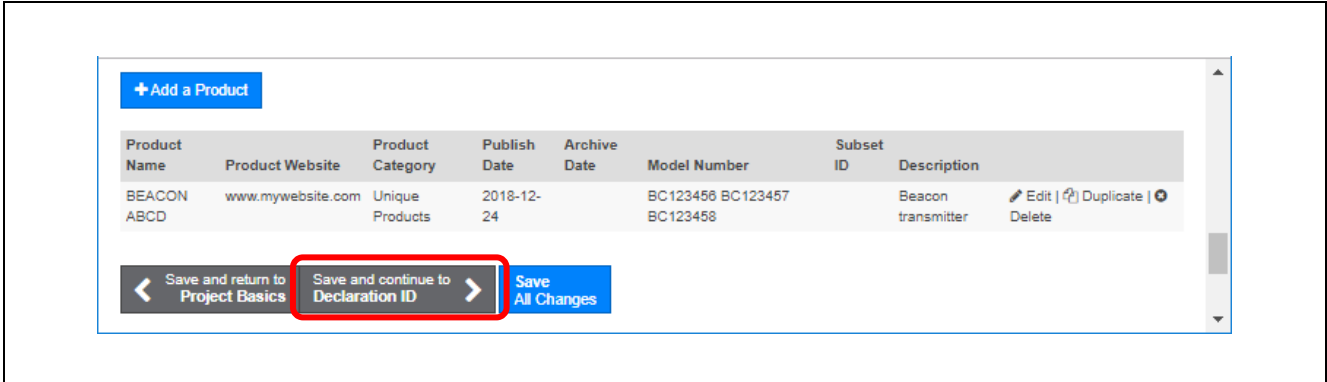 +Add a Product
Product Name Product Website Product Category Publish Date Archive Date Model Number Subset ID Description
BEACON ABCD www.mywebsite.com Unique Products 2018-12-24 BC123456 BC123457 BC123458 Beacon transmitter Edit | Duplicate | Delete
Save and return to
Project Basics
Save and continue to
Declaration ID
Save
All Changes